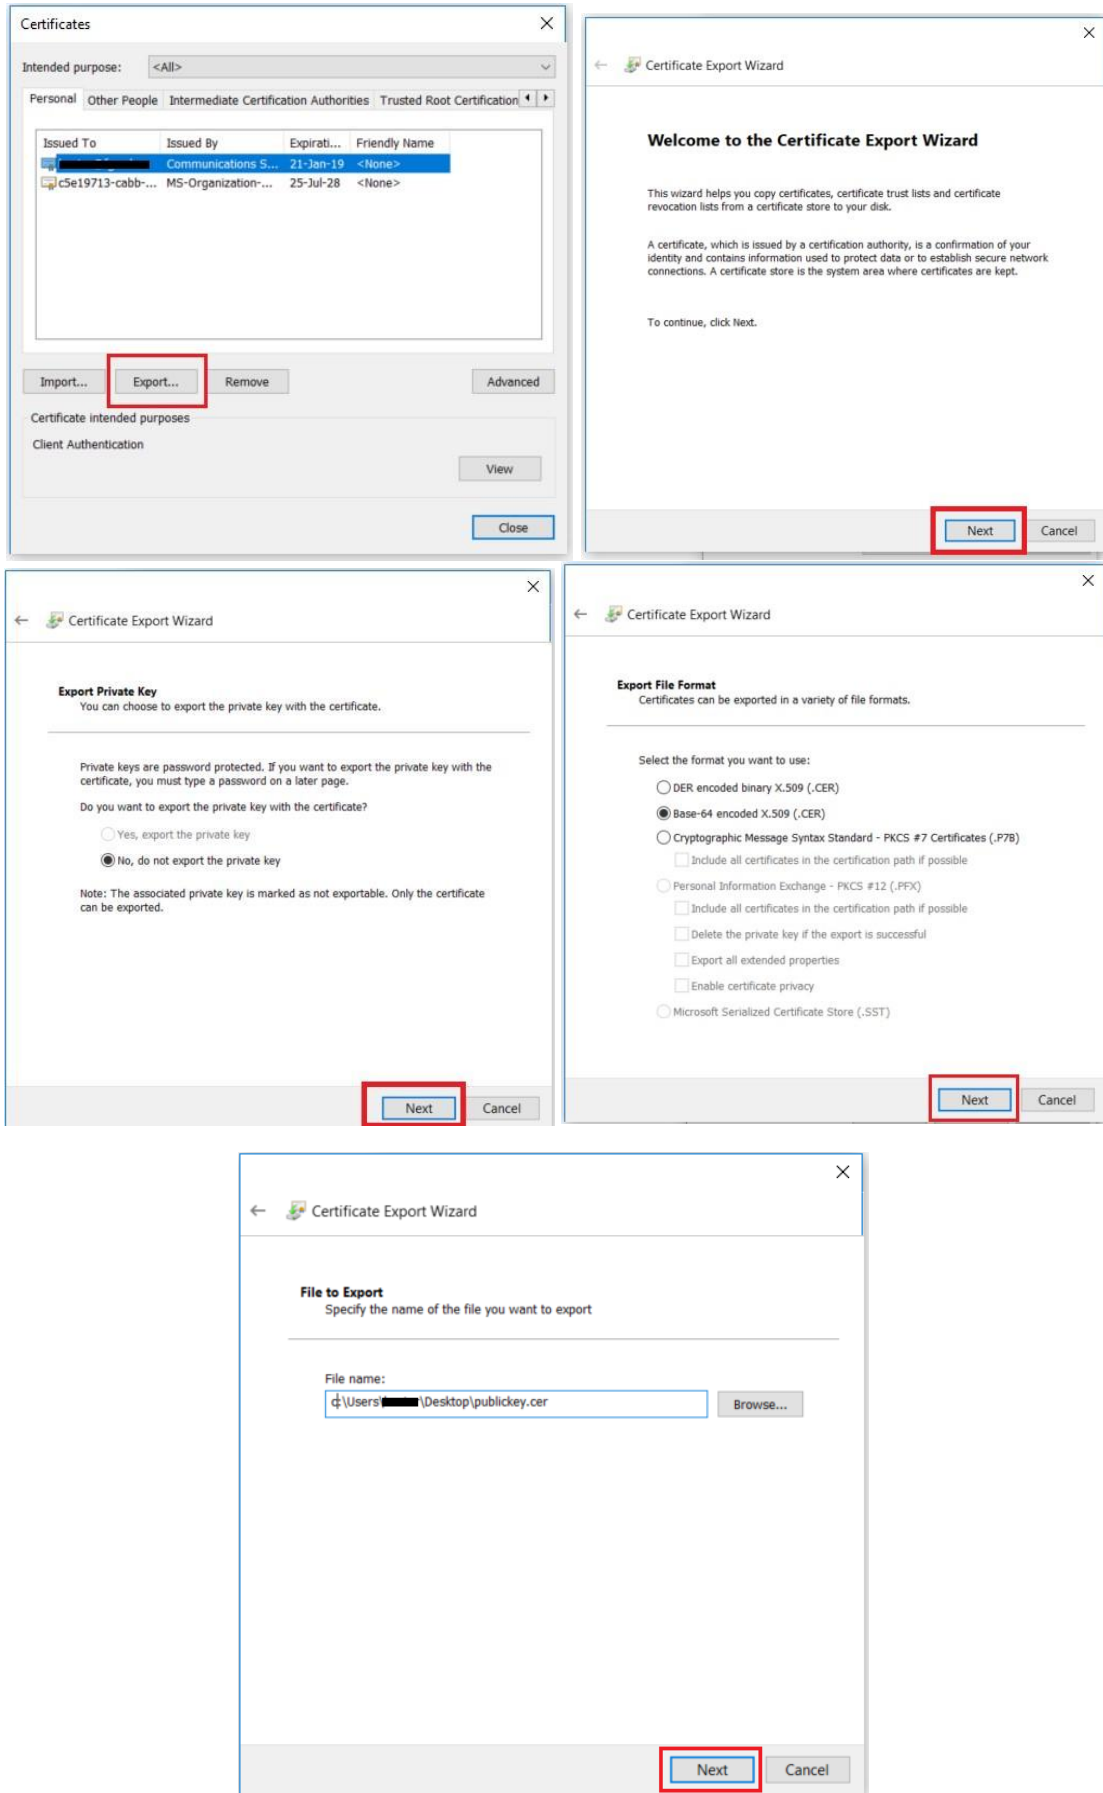 Certificates
Intended purpose: <All>
Personal Other People Intermediate Certification Authorities Trusted Root Certification
Issued To Issued By Expirati... Friendly Name
Communications S... 21-Jan-19 <None>
c5e19713-cabb-... MS-Organization-... 25-Jul-28 <None>
Import... Export... Remove Advanced
Certificate intended purposes
Client Authentication
View
Close
Certificate Export Wizard
Welcome to the Certificate Export Wizard
This wizard helps you copy certificates, certificate trust lists and certificate
revocation lists from a certificate store to your disk.
A certificate, which is issued by a certification authority, is a confirmation of your
identity and contains information used to protect data or to establish secure network
connections. A certificate store is the system area where certificates are kept.
To continue, click Next.
Next Cancel
Certificate Export Wizard
Export Private Key
You can choose to export the private key with the certificate.
Private keys are password protected. If you want to export the private key with the
certificate, you must type a password on a later page.
Do you want to export the private key with the certificate?
Yes, export the private key
No, do not export the private key
Note: The associated private key is marked as not exportable. Only the certificate
can be exported.
Next Cancel
Certificate Export Wizard
Export File Format
Certificates can be exported in a variety of file formats.
Select the format you want to use:
DER encoded binary X.509 (.CER)
Base-64 encoded X.509 (.CER)
Cryptographic Message Syntax Standard - PKCS #7 Certificates (.P7B)
Include all certificates in the certification path if possible
Personal Information Exchange - PKCS #12 (.PFX)
Include all certificates in the certification path if possible
Delete the private key if the export is successful
Export all extended properties
Enable certificate privacy
Microsoft Serialized Certificate Store (.SST)
Next Cancel
Certificate Export Wizard
File to Export
Specify the name of the file you want to export
File name:
c:\Users\ \Desktop\publickey.cer
Browse...
Next Cancel